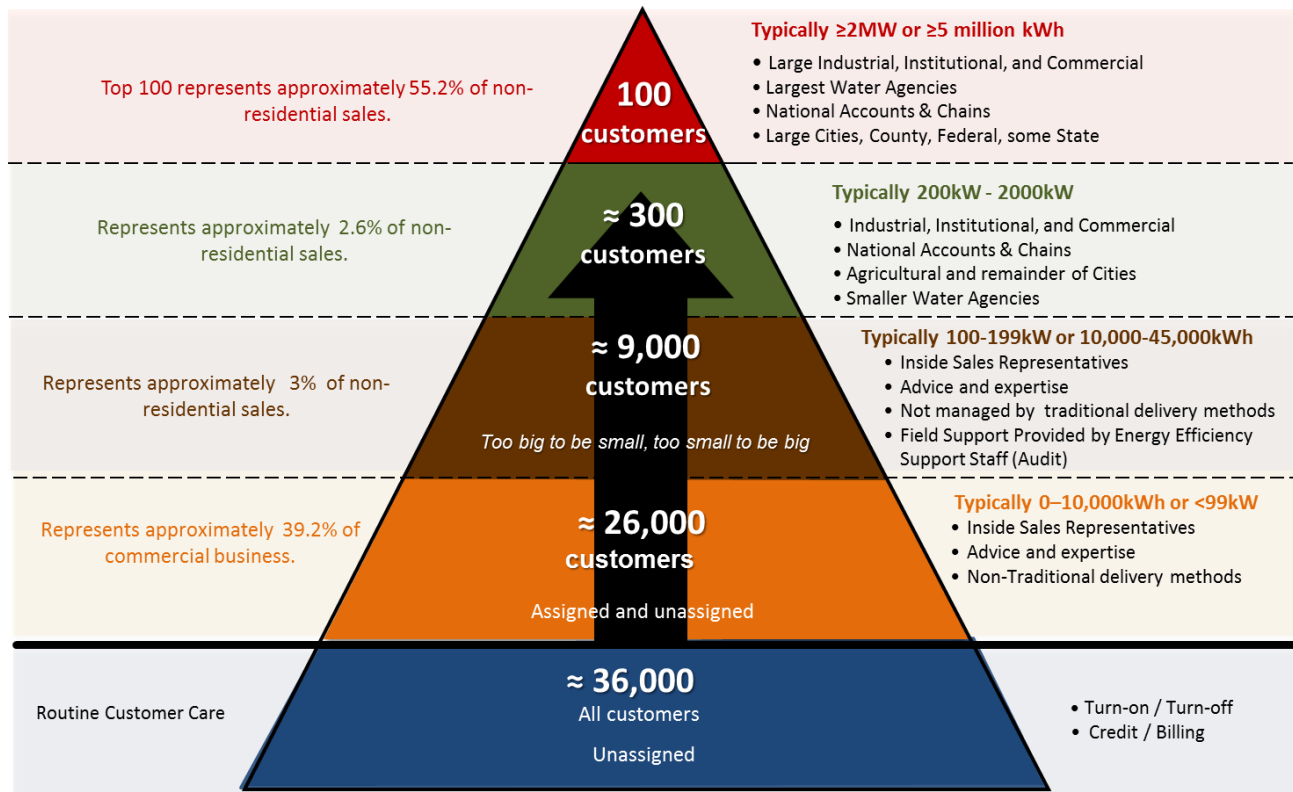 Typically ≥2MW or ≥5 million kWh
Top 100 represents approximately 55.2% of non-
residential sales.
100
customers
• Large Industrial, Institutional, and Commercial
• Largest Water Agencies
• National Accounts & Chains
• Large Cities, County, Federal, some State
Represents approximately 2.6% of non-
residential sales.
≈ 300
customers
Typically 200kW - 2000kW
• Industrial, Institutional, and Commercial
• National Accounts & Chains
• Agricultural and remainder of Cities
• Smaller Water Agencies
Represents approximately 3% of non-
residential sales.
≈ 9,000
customers
Too big to be small, too small to be big
Typically 100-199kW or 10,000-45,000kWh
• Inside Sales Representatives
• Advice and expertise
• Not managed by traditional delivery methods
• Field Support Provided by Energy Efficiency
Support Staff (Audit)
Represents approximately 39.2% of
commercial business.
≈ 26,000
customers
Assigned and unassigned
Typically 0–10,000kWh or <99kW
• Inside Sales Representatives
• Advice and expertise
• Non-Traditional delivery methods
Routine Customer Care
≈ 36,000
All customers
Unassigned
• Turn-on / Turn-off
• Credit / Billing